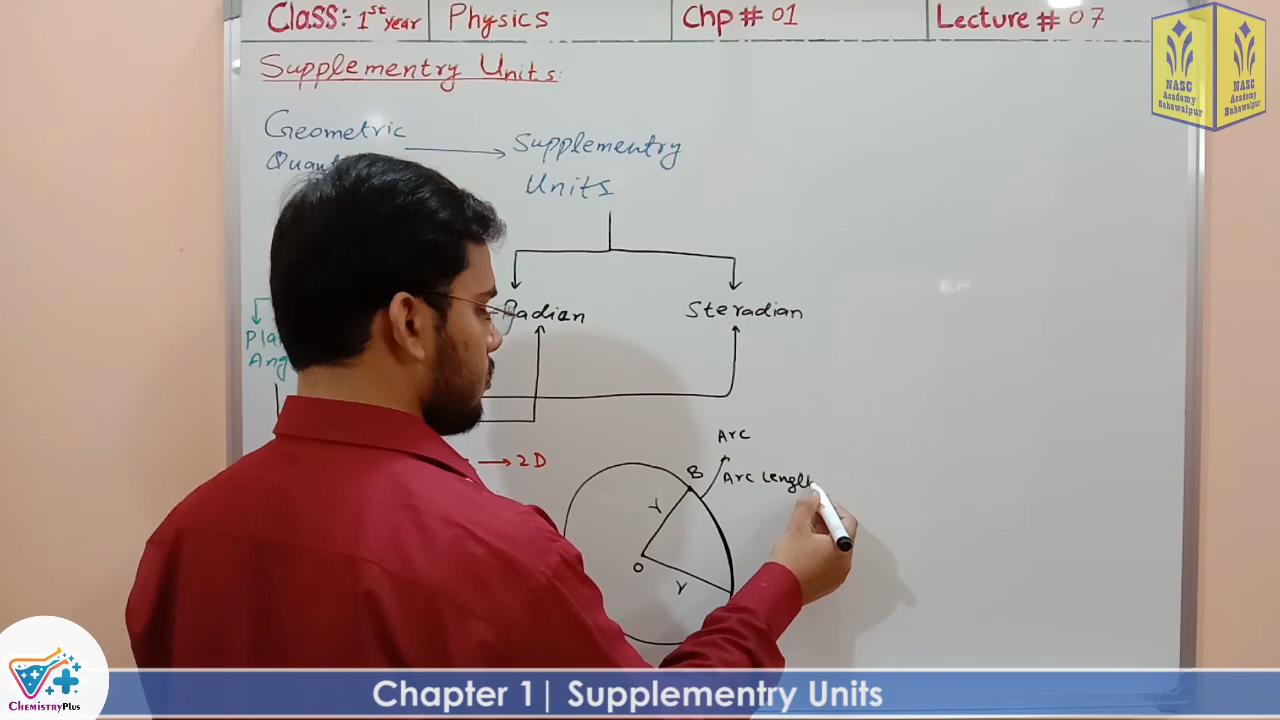 Class:- 1st year
Physics
Chp # 01
Lecture # 07
Supplementry Units:
Geometric
Supplementry
Units
Radian
Steradian
→ 2D
Arc
B
Arc Length
r
O
r
NASC
Academy
Bahawalpur
NASC
Academy
Bahawalpur
CHEMISTRYPLUS
Chapter 1| Supplementry Units